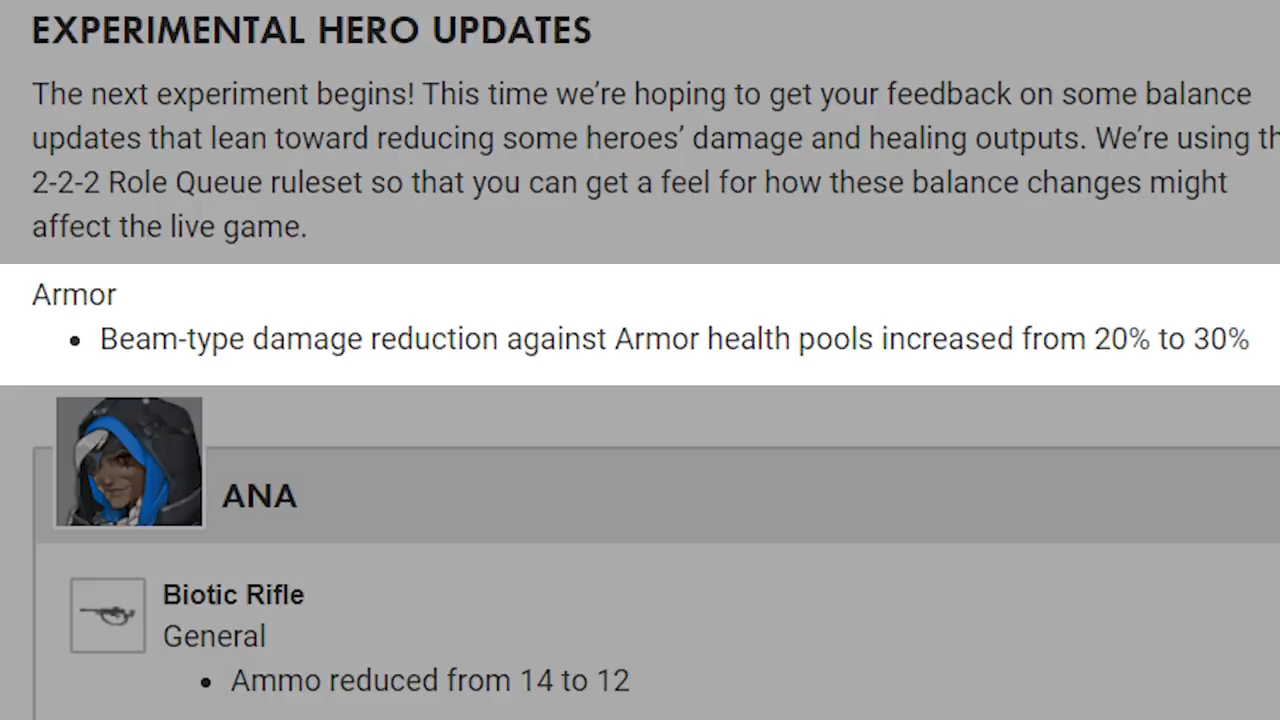 EXPERIMENTAL HERO UPDATES
The next experiment begins! This time we’re hoping to get your feedback on some balance
updates that lean toward reducing some heroes’ damage and healing outputs. We’re using
2-2-2 Role Queue ruleset so that you can get a feel for how these balance changes might
affect the live game.
Armor
• Beam-type damage reduction against Armor health pools increased from 20% to 30%
ANA
Biotic Rifle
General
• Ammo reduced from 14 to 12